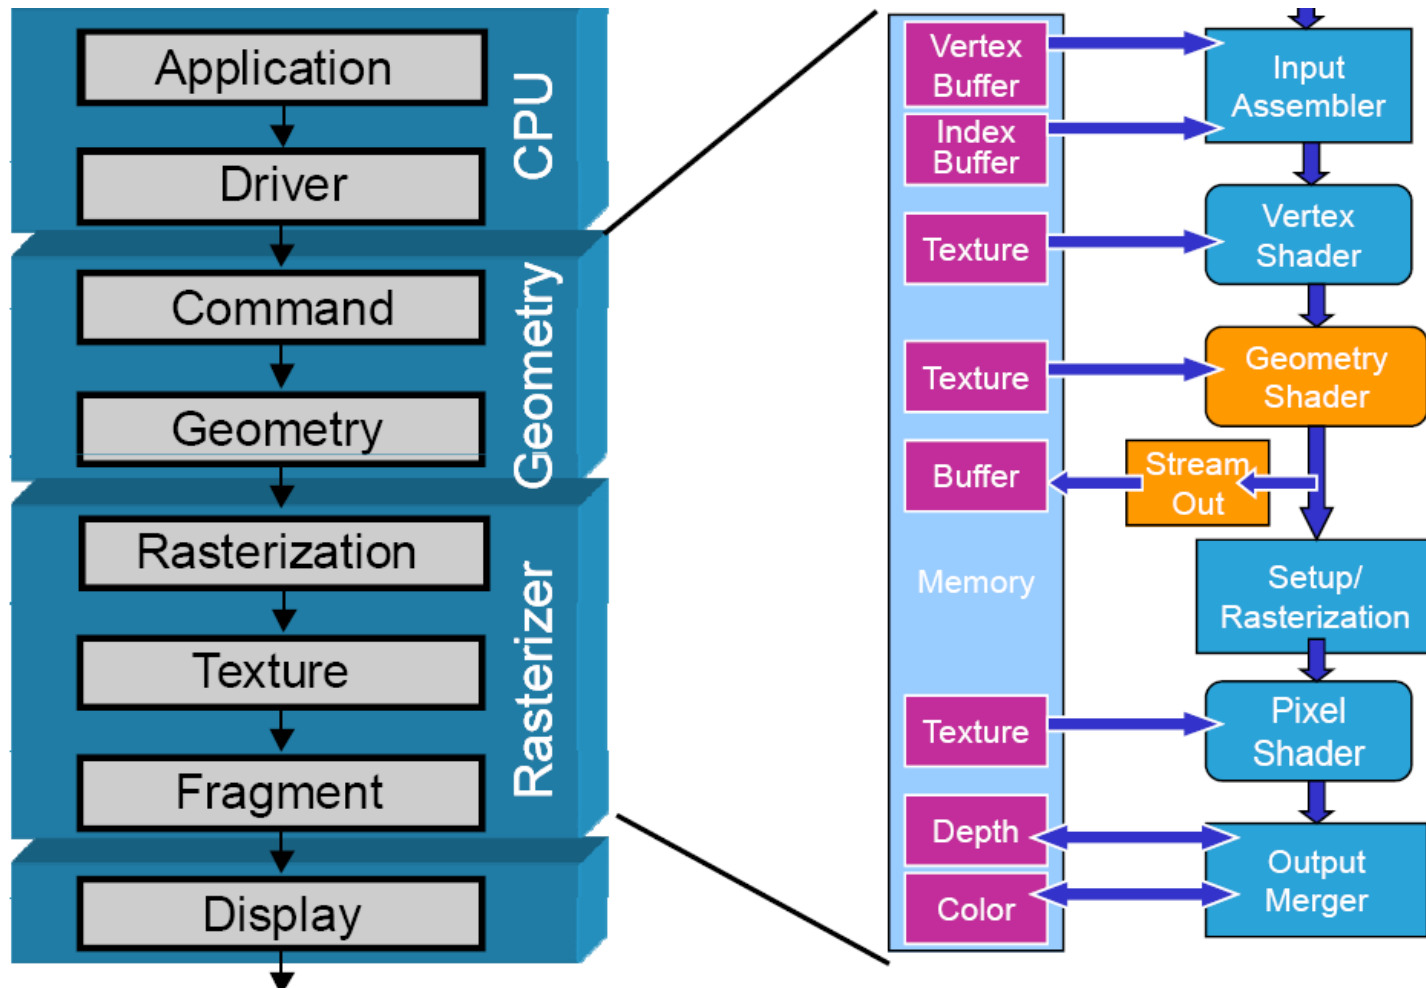 Application
Driver
CPU
Command
Geometry
Geometry
Rasterization
Texture
Fragment
Rasterizer
Display
Vertex
Buffer
Index
Buffer
Texture
Texture
Buffer
Memory
Texture
Depth
Color
Input
Assembler
Vertex
Shader
Geometry
Shader
Stream
Out
Setup/
Rasterization
Pixel
Shader
Output
Merger